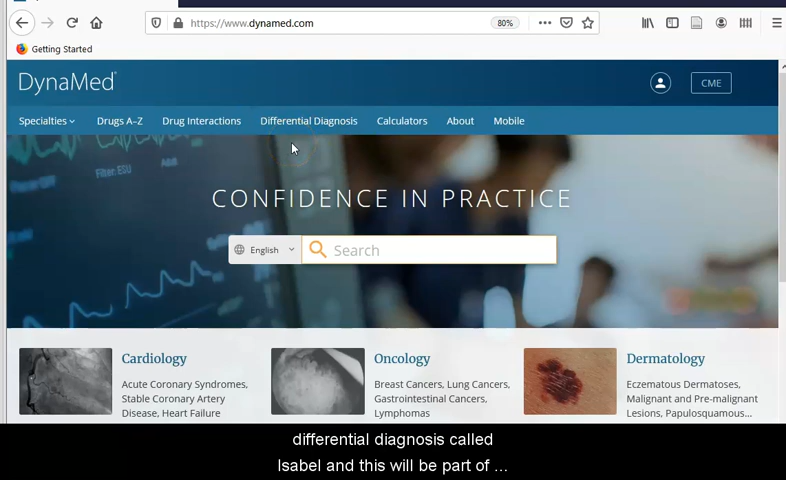 https://www.dynamed.com
80%
Getting Started
DynaMed
CME
Specialties
Drugs A–Z
Drug Interactions
Differential Diagnosis
Calculators
About
Mobile
Filter: ESU
CONFIDENCE IN PRACTICE
English
Search
Cardiology
Acute Coronary Syndromes,
Stable Coronary Artery
Disease, Heart Failure
Oncology
Breast Cancers, Lung Cancers,
Gastrointestinal Cancers,
Lymphomas
Dermatology
Eczematous Dermatoses,
Malignant and Pre-malignant
Lesions, Papulosquamous...
differential diagnosis called
Isabel and this will be part of ...